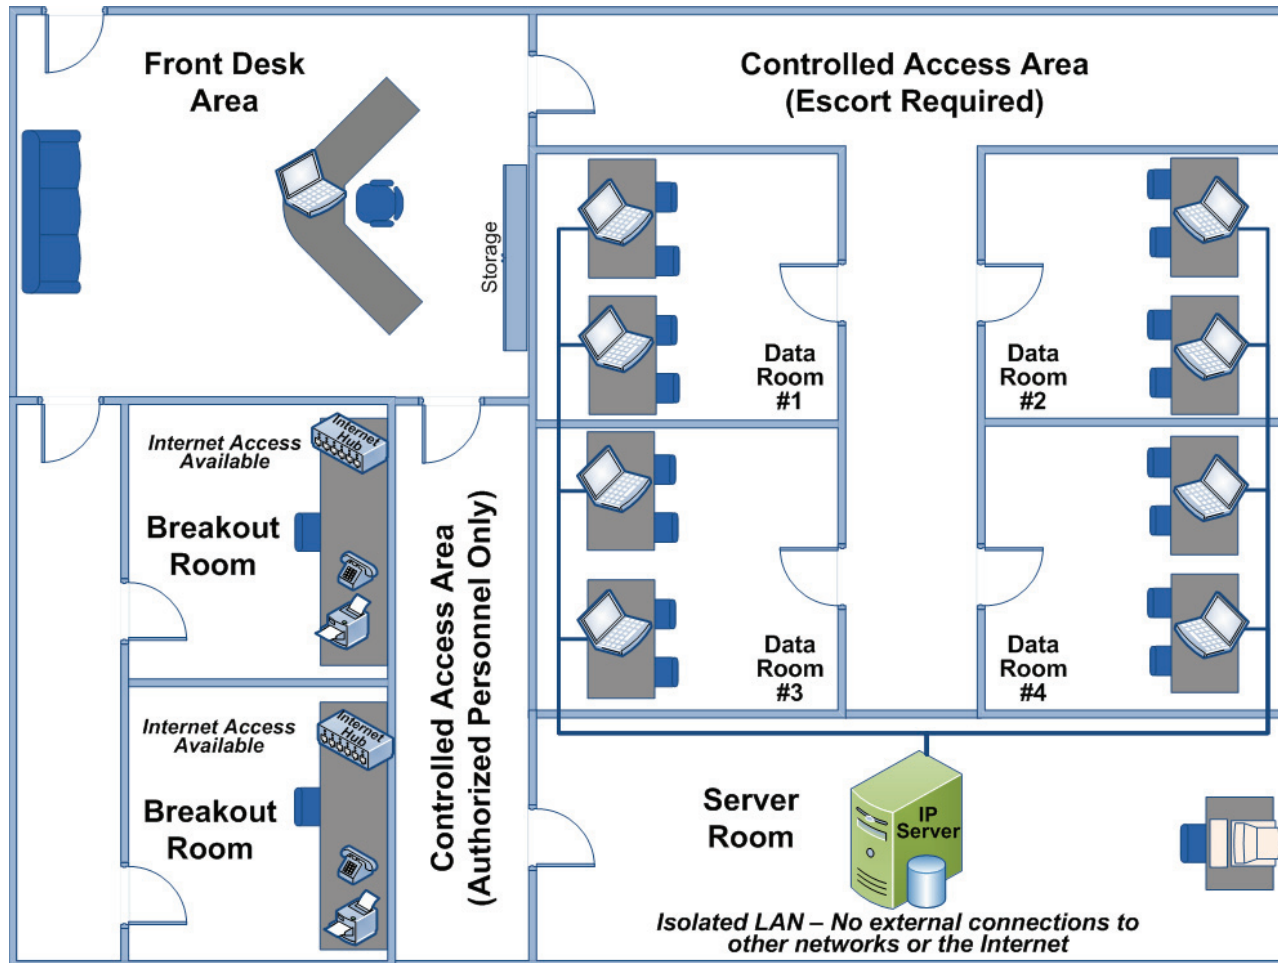 Front Desk
Area
Controlled Access Area
(Escort Required)
Storage
Data
Room
#1
Data
Room
#2
Internet Access
Available
Internet
Hub
Breakout
Room
Controlled Access Area
(Authorized Personnel Only)
Data
Room
#3
Data
Room
#4
Internet Access
Available
Internet
Hub
Breakout
Room
Server
Room
IP
Server
Isolated LAN – No external connections to
other networks or the Internet